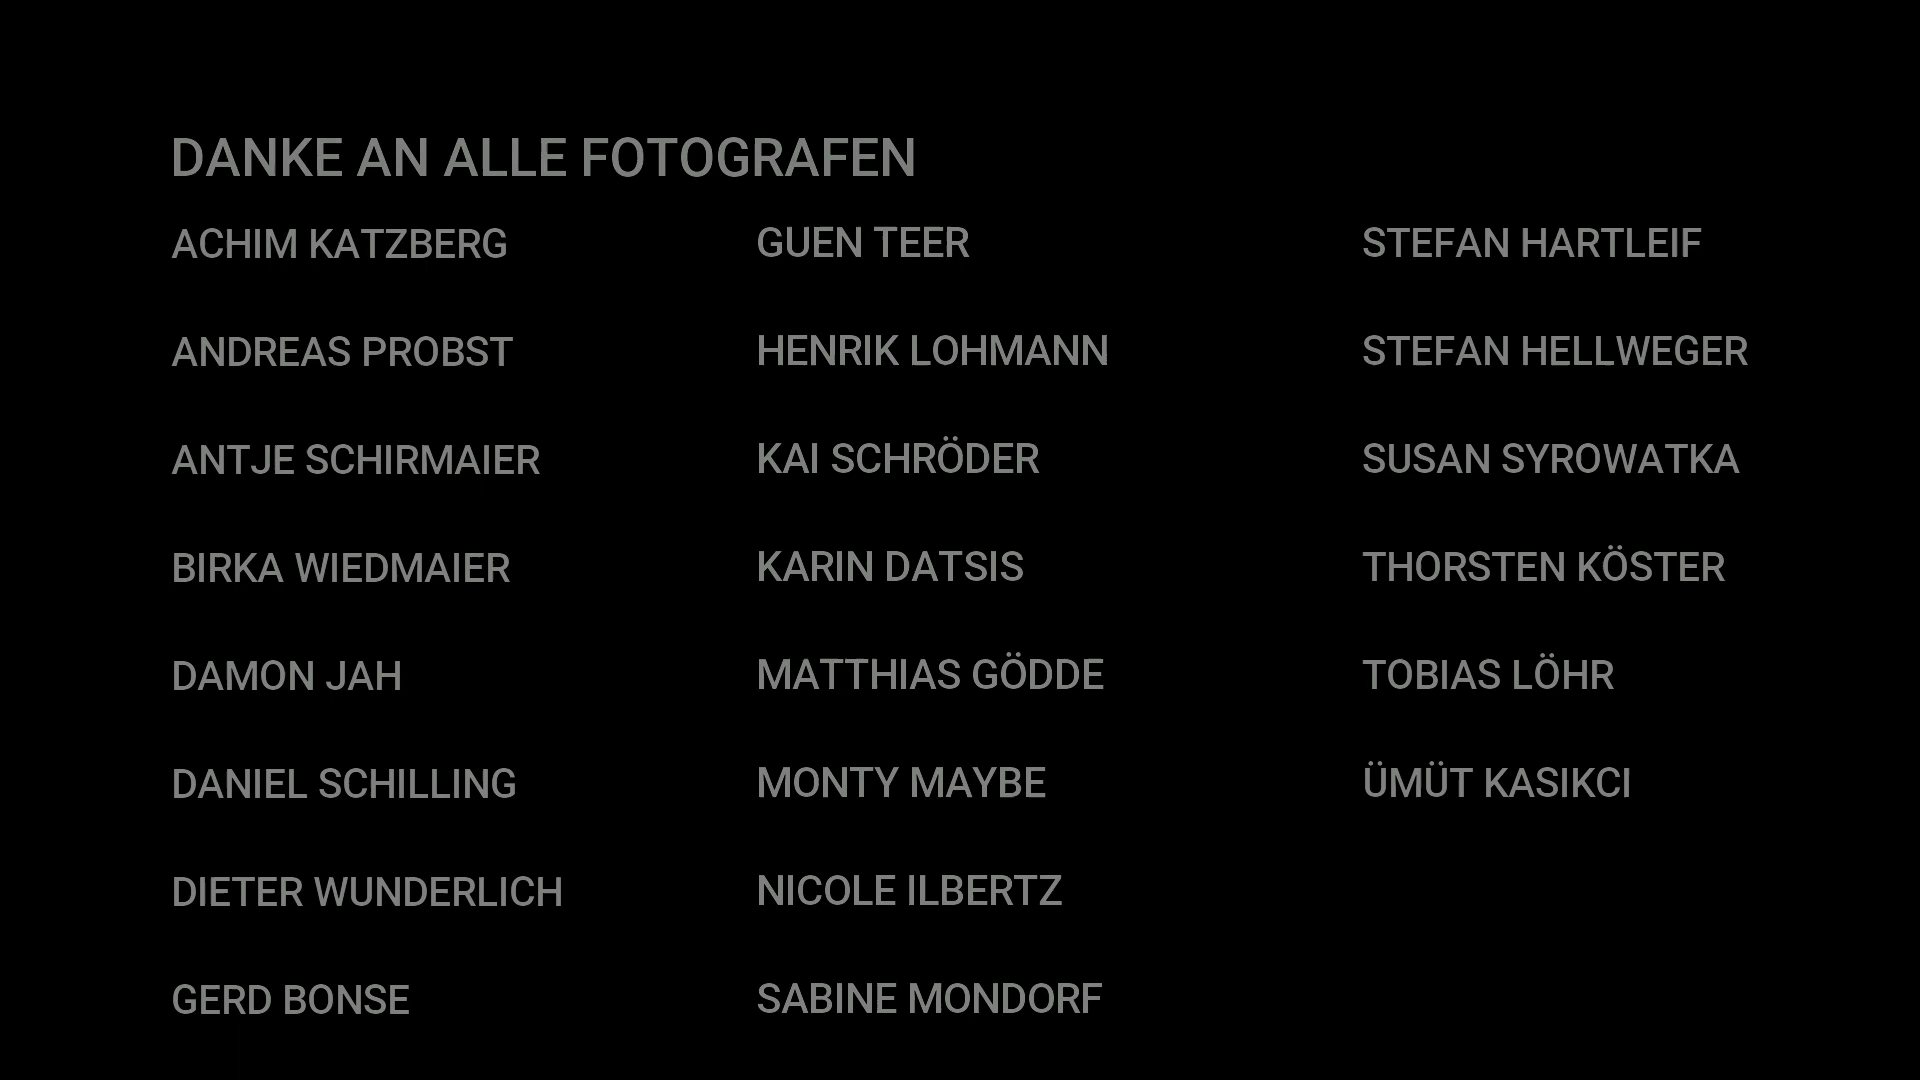 DANKE AN ALLE FOTOGRAFEN
ACHIM KATZBERG
ANDREAS PROBST
ANTJE SCHIRMAIER
BIRKA WIEDMAIER
DAMON JAH
DANIEL SCHILLING
DIETER WUNDERLICH
GERD BONSE
GUEN TEER
HENRIK LOHMANN
KAI SCHRÖDER
KARIN DATSIS
MATTHIAS GÖDDE
MONTY MAYBE
NICOLE ILBERTZ
SABINE MONDORF
STEFAN HARTLEIF
STEFAN HELLWEGER
SUSAN SYROWATKA
THORSTEN KÖSTER
TOBIAS LÖHR
ÜMÜT KASIKCI